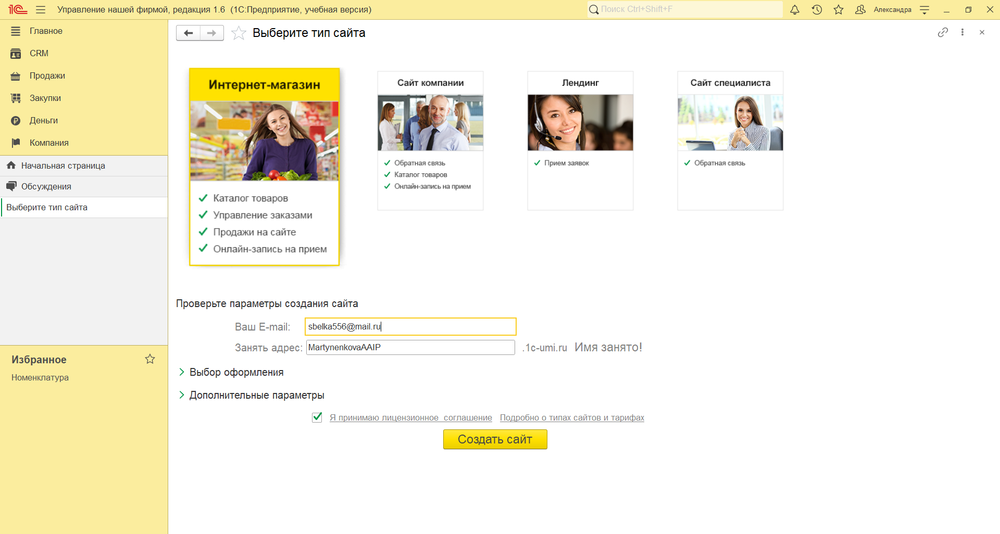 1С Управление нашей фирмой, редакция 1.6 (1С:Предприятие, учебная версия)
Поиск Ctrl+Shift+F
Александра
Главное
CRM
Продажи
Закупки
Деньги
Компания
Начальная страница
Обсуждения
Выберите тип сайта
Избранное
Номенклатура
Выберите тип сайта
Интернет-магазин
Каталог товаров
Управление заказами
Продажи на сайте
Онлайн-запись на прием
Сайт компании
Обратная связь
Каталог товаров
Онлайн-запись на прием
Лендинг
Прием заявок
Сайт специалиста
Обратная связь
Проверьте параметры создания сайта
Ваш E-mail: sbelka556@mail.ru
Занять адрес: MartynenkovaAAIP .1c-umi.ru Имя занято!
Выбор оформления
Дополнительные параметры
Я принимаю лицензионное соглашение Подробно о типах сайтов и тарифах
Создать сайт